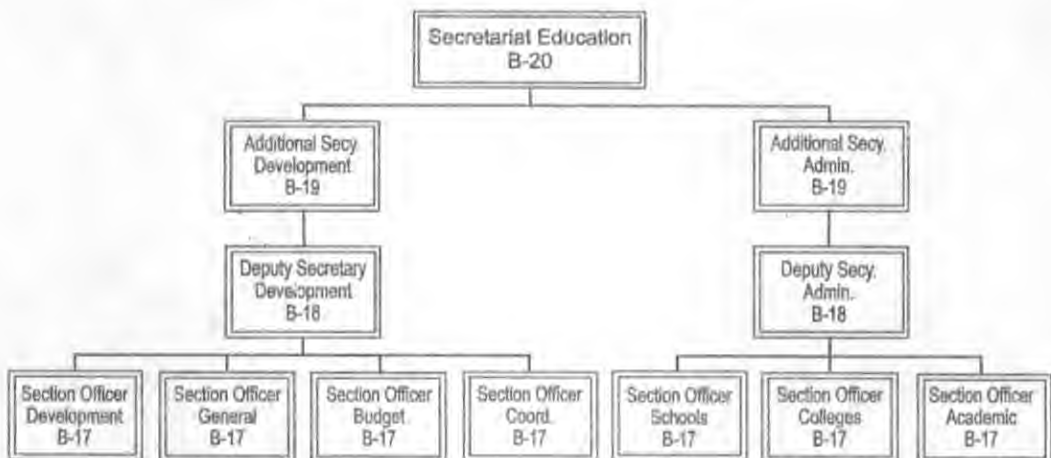 Secretariat Education
B-20
Additional Secy
Development
B-19
Additional Secy.
Admin.
B-19
Deputy Secretary
Development
B-18
Deputy Secy.
Admin.
B-18
Section Officer
Development
B-17
Section Officer
General
B-17
Section Officer
Budget.
B-17
Section Officer
Coord.
B-17
Section Officer
Schools
B-17
Section Officer
Colleges
B-17
Section Officer
Academic
B-17